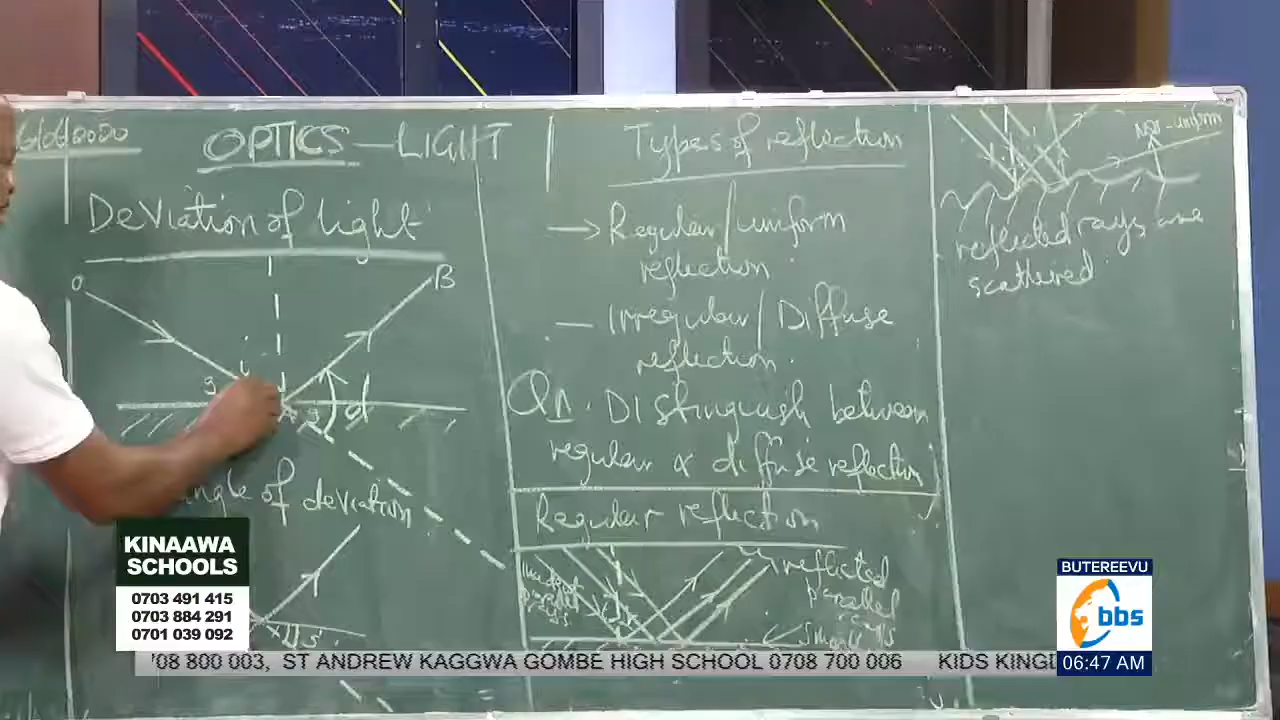 OPTICS - LIGHT
Deviation of light
O
B
i
g
g
d
angle of deviation
Types of reflection
→ Regular/uniform
reflection.
- Irregular/Diffuse
reflection.
Q1. Distinguish between
regular & diffuse reflection
Regular reflection
reflected
parallel
rays
Not-uniform
reflected rays are
scattered.
KINAAWA
SCHOOLS
0703 491 415
0703 884 291
0701 039 092
BUTEREEVU
bbs
06:47 AM
'08 800 003, ST ANDREW KAGGWA GOMBE HIGH SCHOOL 0708 700 006 KIDS KINGD